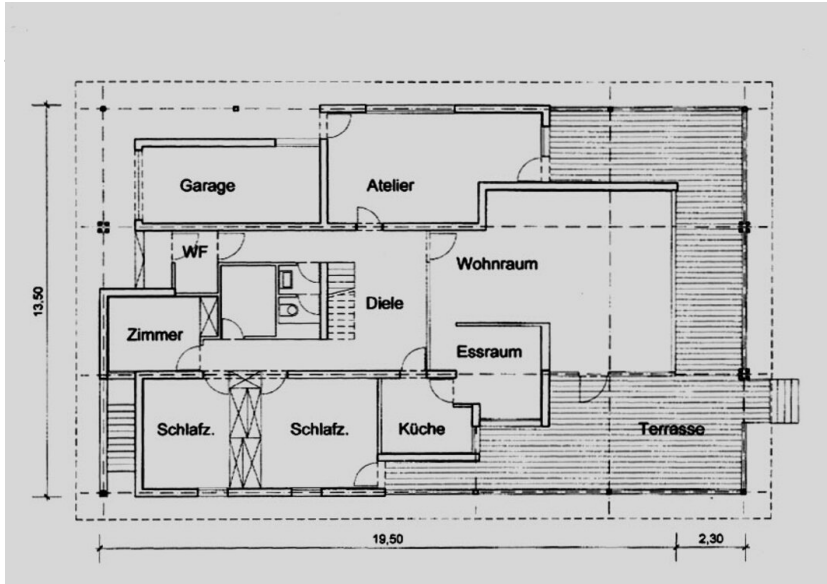 Garage
Atelier
WF
Wohnraum
13,50
Diele
Zimmer
Essraum
Schlafz.
Schlafz.
Küche
Terrasse
19,50
2,30